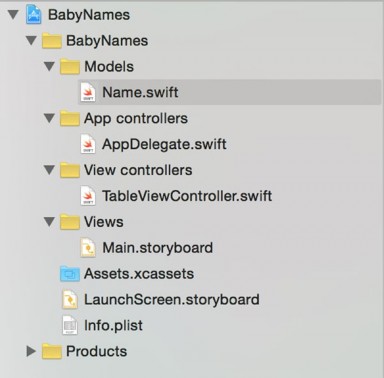 BabyNames
BabyNames
Models
Name.swift
App controllers
AppDelegate.swift
View controllers
TableViewController.swift
Views
Main.storyboard
Assets.xcassets
LaunchScreen.storyboard
Info.plist
Products